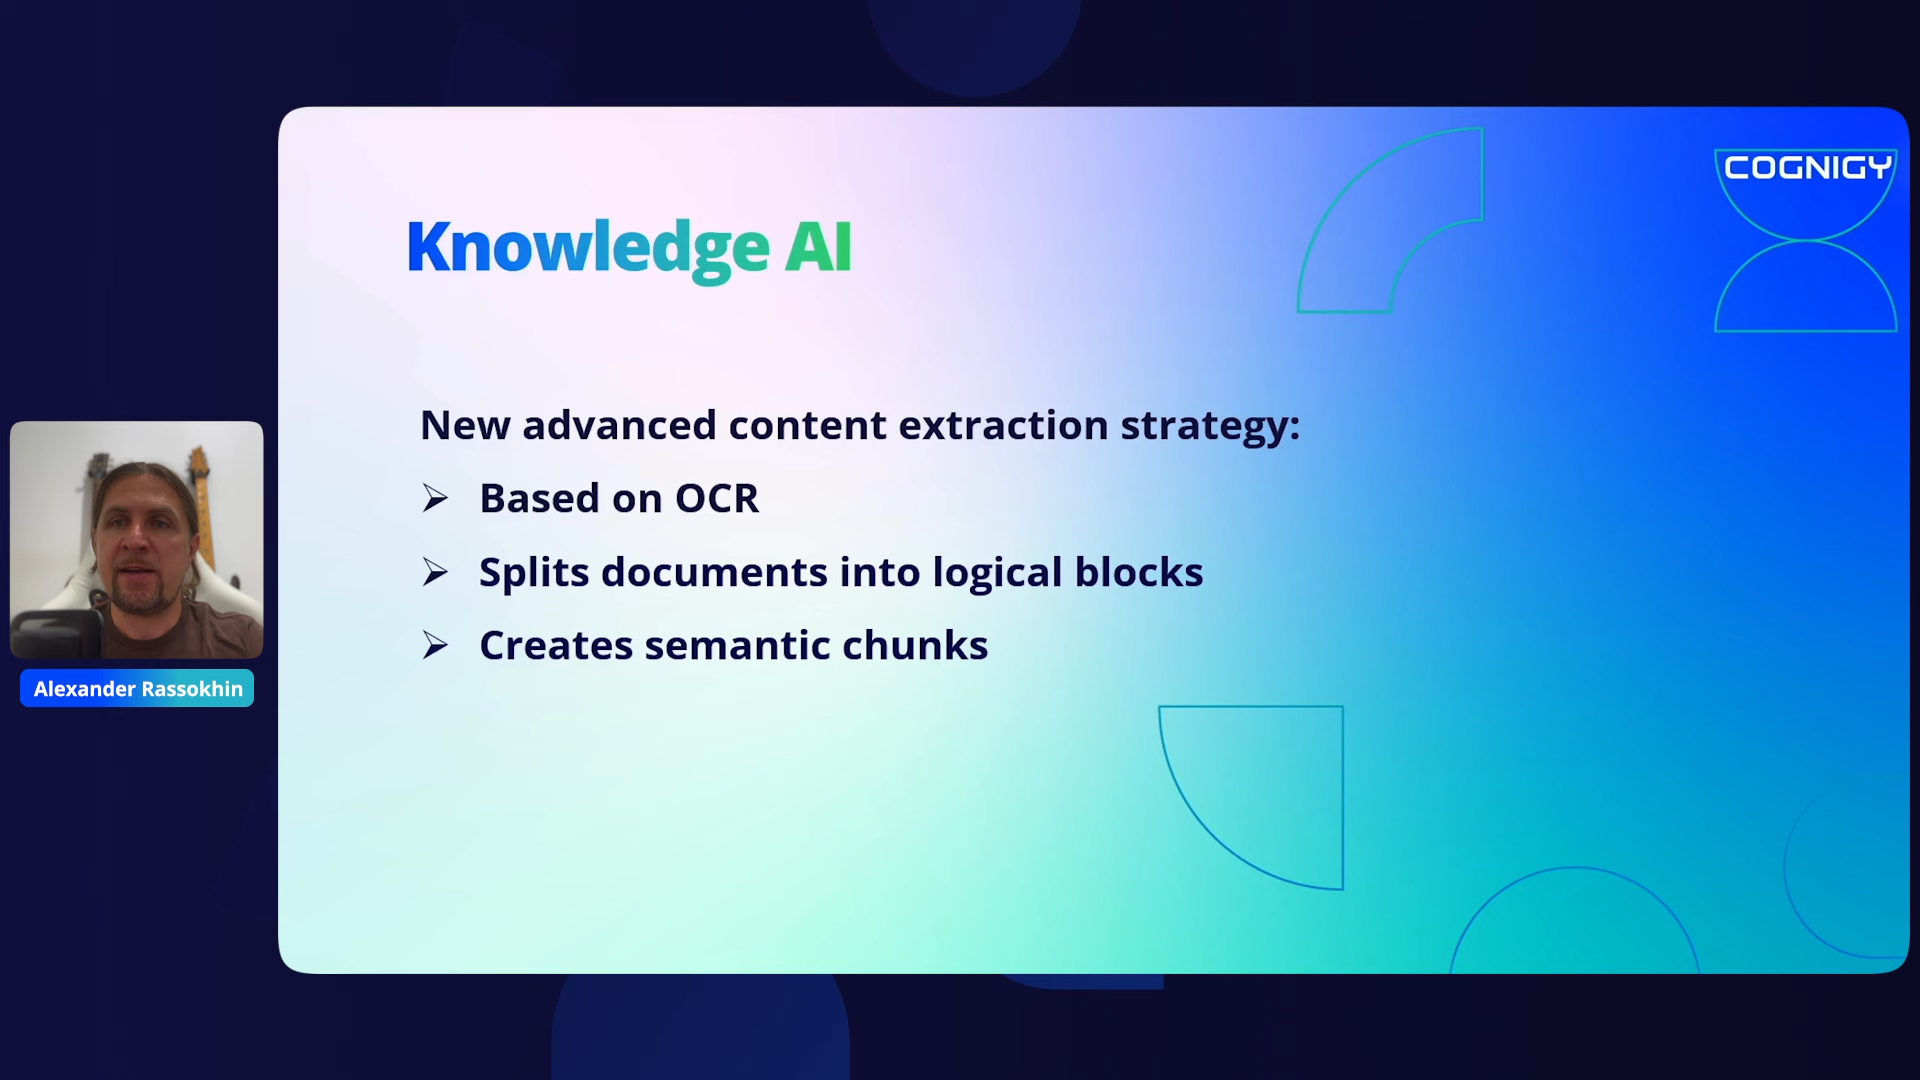 COGNIGY
Knowledge AI
New advanced content extraction strategy:
➢ Based on OCR
➢ Splits documents into logical blocks
➢ Creates semantic chunks
Alexander Rassokhin